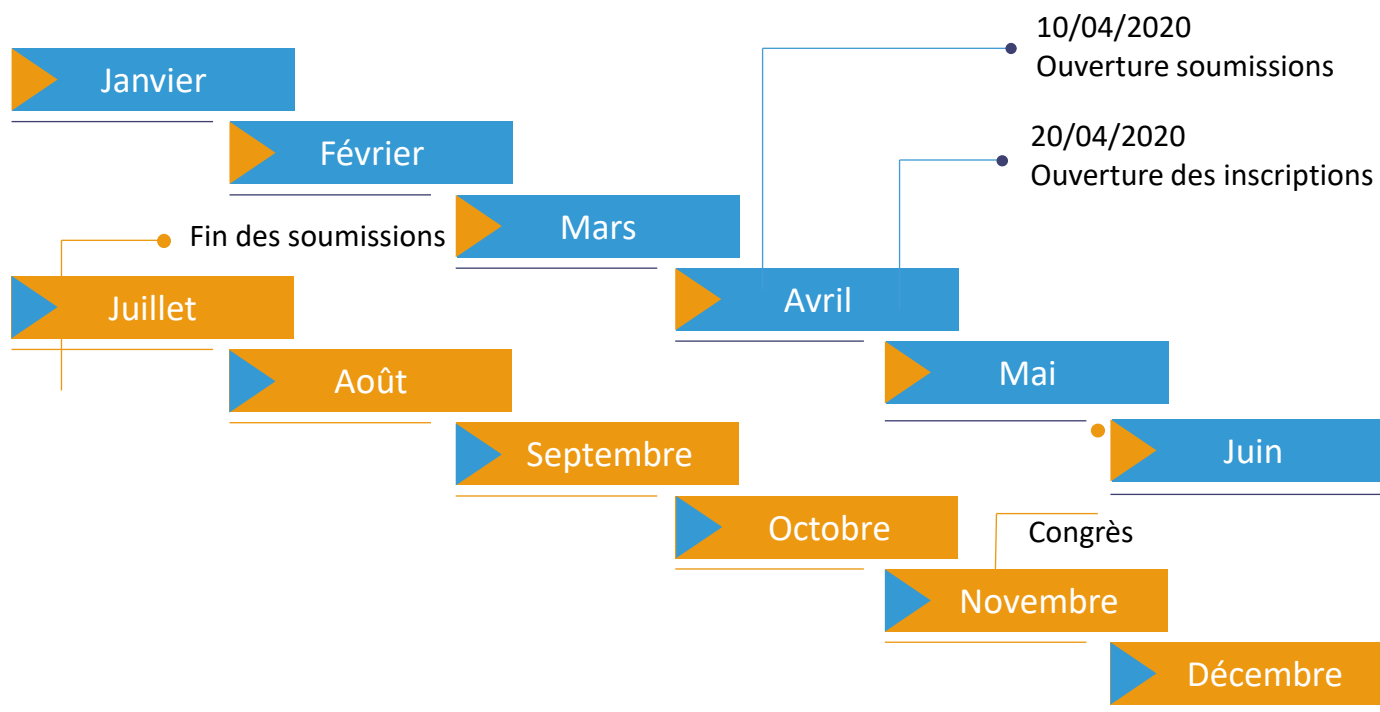 10/04/2020
Ouverture soumissions
Janvier
20/04/2020
Ouverture des inscriptions
Février
Mars
Fin des soumissions
Avril
Juillet
Mai
Août
Juin
Septembre
Octobre
Congrès
Novembre
Décembre